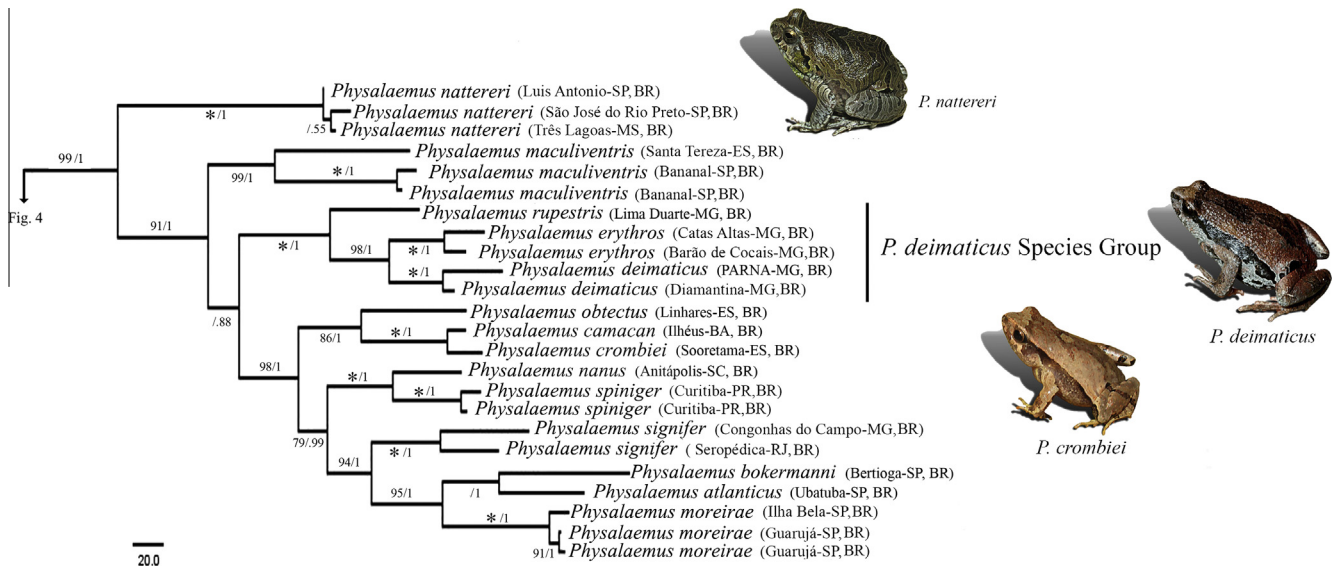 Physalaemus nattereri (Luis Antonio-SP, BR)
*/1
Physalaemus nattereri (São José do Rio Preto-SP, BR)
/.55
Physalaemus nattereri (Três Lagoas-MS, BR)
P. nattereri
99/1
Fig. 4
Physalaemus maculiventris (Santa Tereza-ES, BR)
99/1
*/1
Physalaemus maculiventris (Bananal-SP, BR)
Physalaemus maculiventris (Bananal-SP, BR)
91/1
Physalaemus rupestris (Lima Duarte-MG, BR)
*/1
Physalaemus erythros (Catas Altas-MG, BR)
98/1
*/1
Physalaemus erythros (Barão de Cocais-MG, BR)
*/1
Physalaemus deimaticus (PARNA-MG, BR)
Physalaemus deimaticus (Diamantina-MG, BR)
P. deimaticus Species Group
P. deimaticus
/.88
Physalaemus obtectus (Linhares-ES, BR)
86/1
*/1
Physalaemus camacan (Ilhéus-BA, BR)
Physalaemus crombiei (Sooretama-ES, BR)
98/1
Physalaemus nanus (Anitápolis-SC, BR)
*/1
*/1
Physalaemus spiniger (Curitiba-PR, BR)
Physalaemus spiniger (Curitiba-PR, BR)
79/.99
Physalaemus signifer (Congonhas do Campo-MG, BR)
*/1
Physalaemus signifer ( Seropédica-RJ, BR)
P. crombiei
94/1
Physalaemus bokermanni (Bertioga-SP, BR)
95/1
/1
Physalaemus atlanticus (Ubatuba-SP, BR)
Physalaemus moreirae (Ilha Bela-SP, BR)
*/1
Physalaemus moreirae (Guarujá-SP, BR)
91/1
Physalaemus moreirae (Guarujá-SP, BR)
20.0